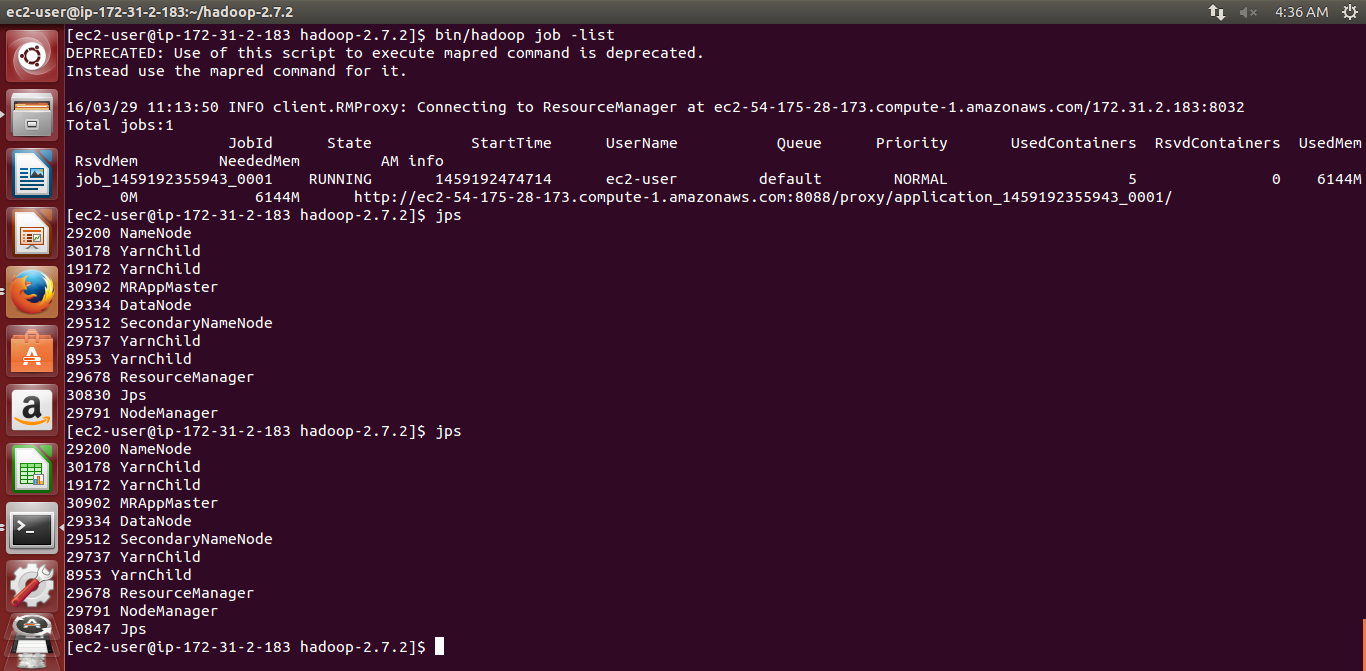 ec2-user@ip-172-31-2-183:~/hadoop-2.7.2 4:36 AM
[ec2-user@ip-172-31-2-183 hadoop-2.7.2]$ bin/hadoop job -list
DEPRECATED: Use of this script to execute mapred command is deprecated.
Instead use the mapred command for it.
16/03/29 11:13:50 INFO client.RMProxy: Connecting to ResourceManager at ec2-54-175-28-173.compute-1.amazonaws.com/172.31.2.183:8032
Total jobs:1
JobId State StartTime UserName Queue Priority UsedContainers RsvdContainers UsedMem
RsvdMem NeededMem AM info
job_1459192355943_0001 RUNNING 1459192474714 ec2-user default NORMAL 5 0 6144M
0M 6144M http://ec2-54-175-28-173.compute-1.amazonaws.com:8088/proxy/application_1459192355943_0001/
[ec2-user@ip-172-31-2-183 hadoop-2.7.2]$ jps
29200 NameNode
30178 YarnChild
19172 YarnChild
30902 MRAppMaster
29334 DataNode
29512 SecondaryNameNode
29737 YarnChild
8953 YarnChild
29678 ResourceManager
30830 Jps
29791 NodeManager
[ec2-user@ip-172-31-2-183 hadoop-2.7.2]$ jps
29200 NameNode
30178 YarnChild
19172 YarnChild
30902 MRAppMaster
29334 DataNode
29512 SecondaryNameNode
29737 YarnChild
8953 YarnChild
29678 ResourceManager
29791 NodeManager
30847 Jps
[ec2-user@ip-172-31-2-183 hadoop-2.7.2]$